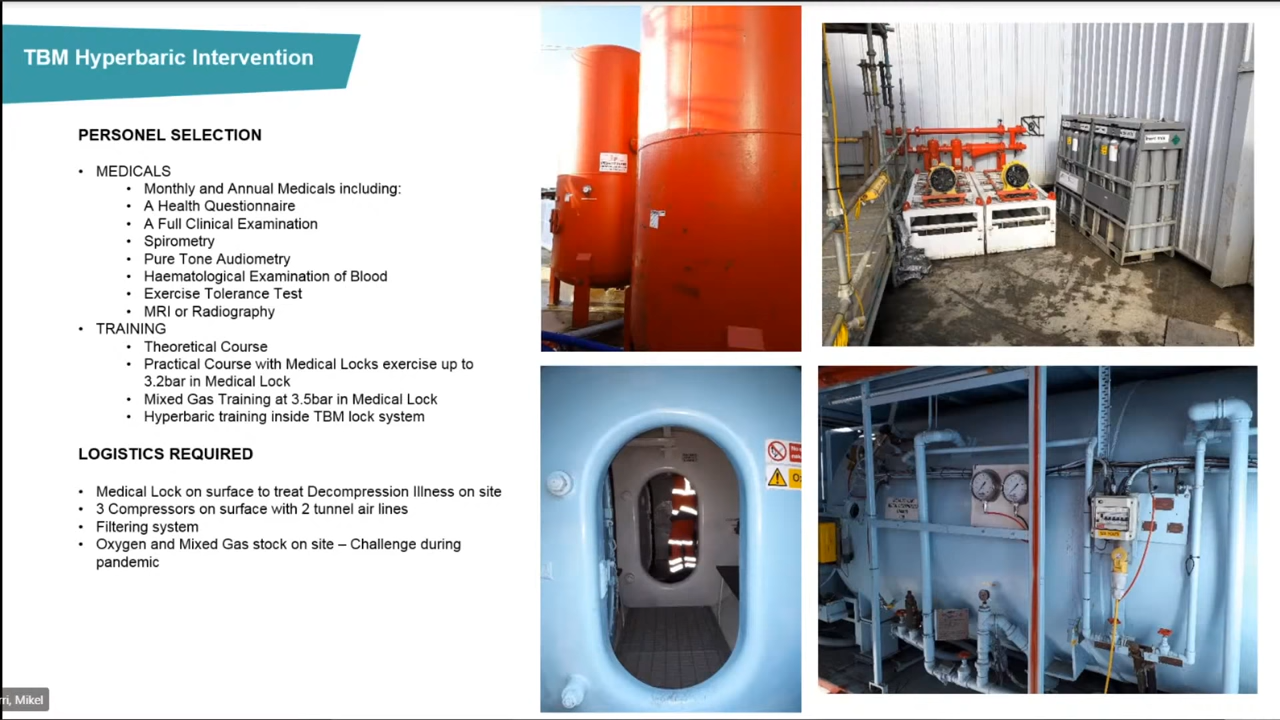 TBM Hyperbaric Intervention
PERSONEL SELECTION
• MEDICALS
• Monthly and Annual Medicals including:
• A Health Questionnaire
• A Full Clinical Examination
• Spirometry
• Pure Tone Audiometry
• Haematological Examination of Blood
• Exercise Tolerance Test
• MRI or Radiography
• TRAINING
• Theoretical Course
• Practical Course with Medical Locks exercise up to
3.2bar in Medical Lock
• Mixed Gas Training at 3.5bar in Medical Lock
• Hyperbaric training inside TBM lock system
LOGISTICS REQUIRED
• Medical Lock on surface to treat Decompression Illness on site
• 3 Compressors on surface with 2 tunnel air lines
• Filtering system
• Oxygen and Mixed Gas stock on site – Challenge during
pandemic
rri, Mikel